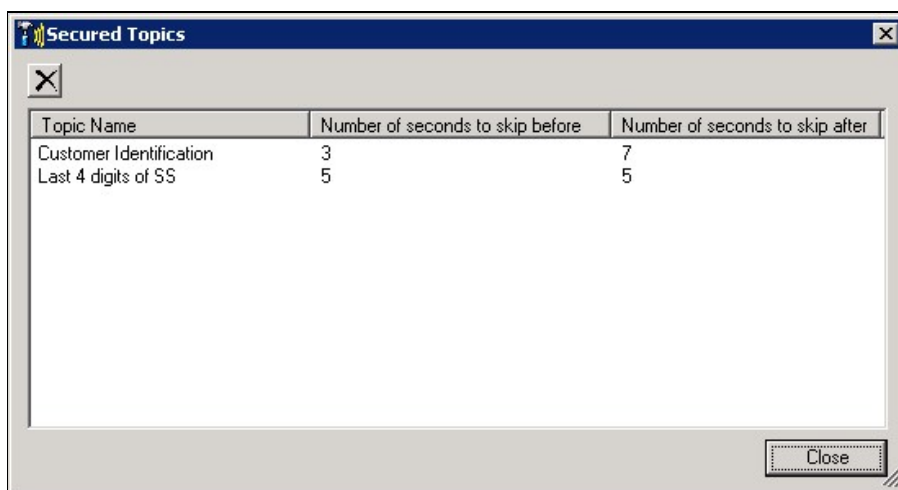 Secured Topics
Topic Name Number of seconds to skip before Number of seconds to skip after
Customer Identification 3 7
Last 4 digits of SS 5 5
Close